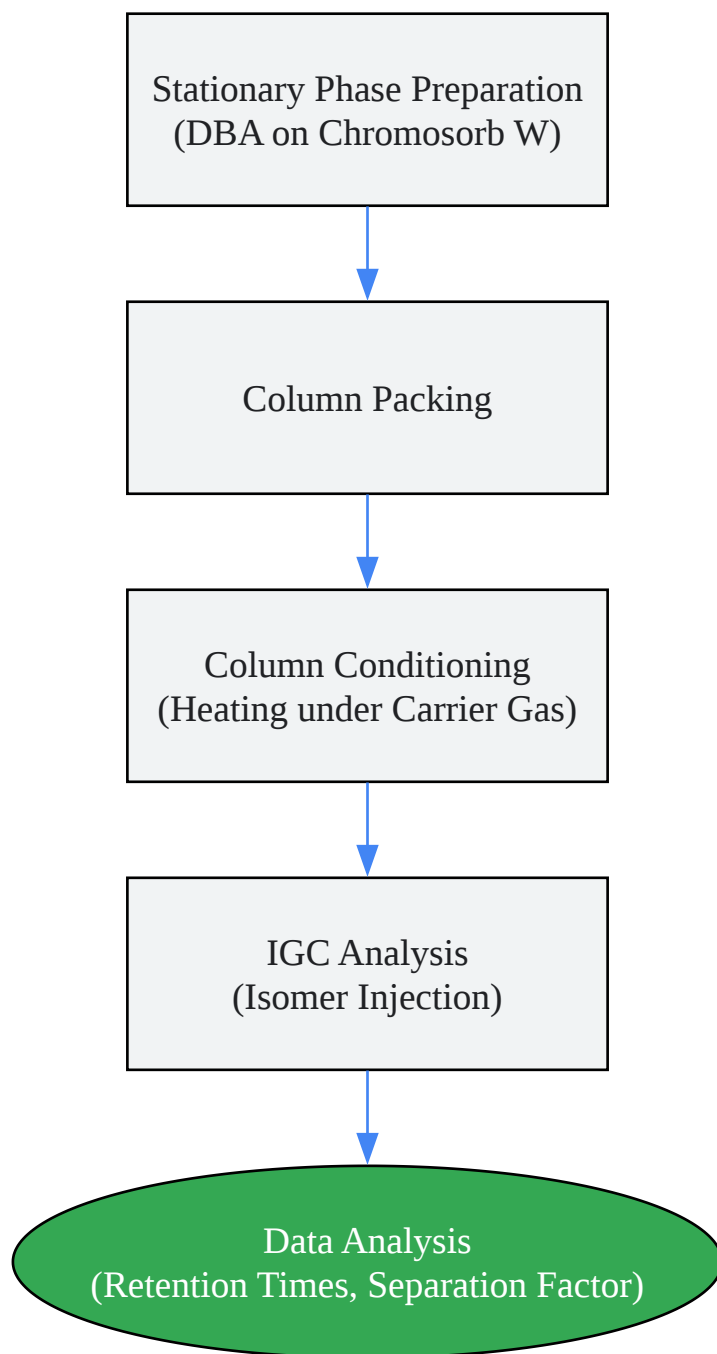 Stationary Phase Preparation
(DBA on Chromosorb W)
Column Packing
Column Conditioning
(Heating under Carrier Gas)
IGC Analysis
(Isomer Injection)
Data Analysis
(Retention Times, Separation Factor)